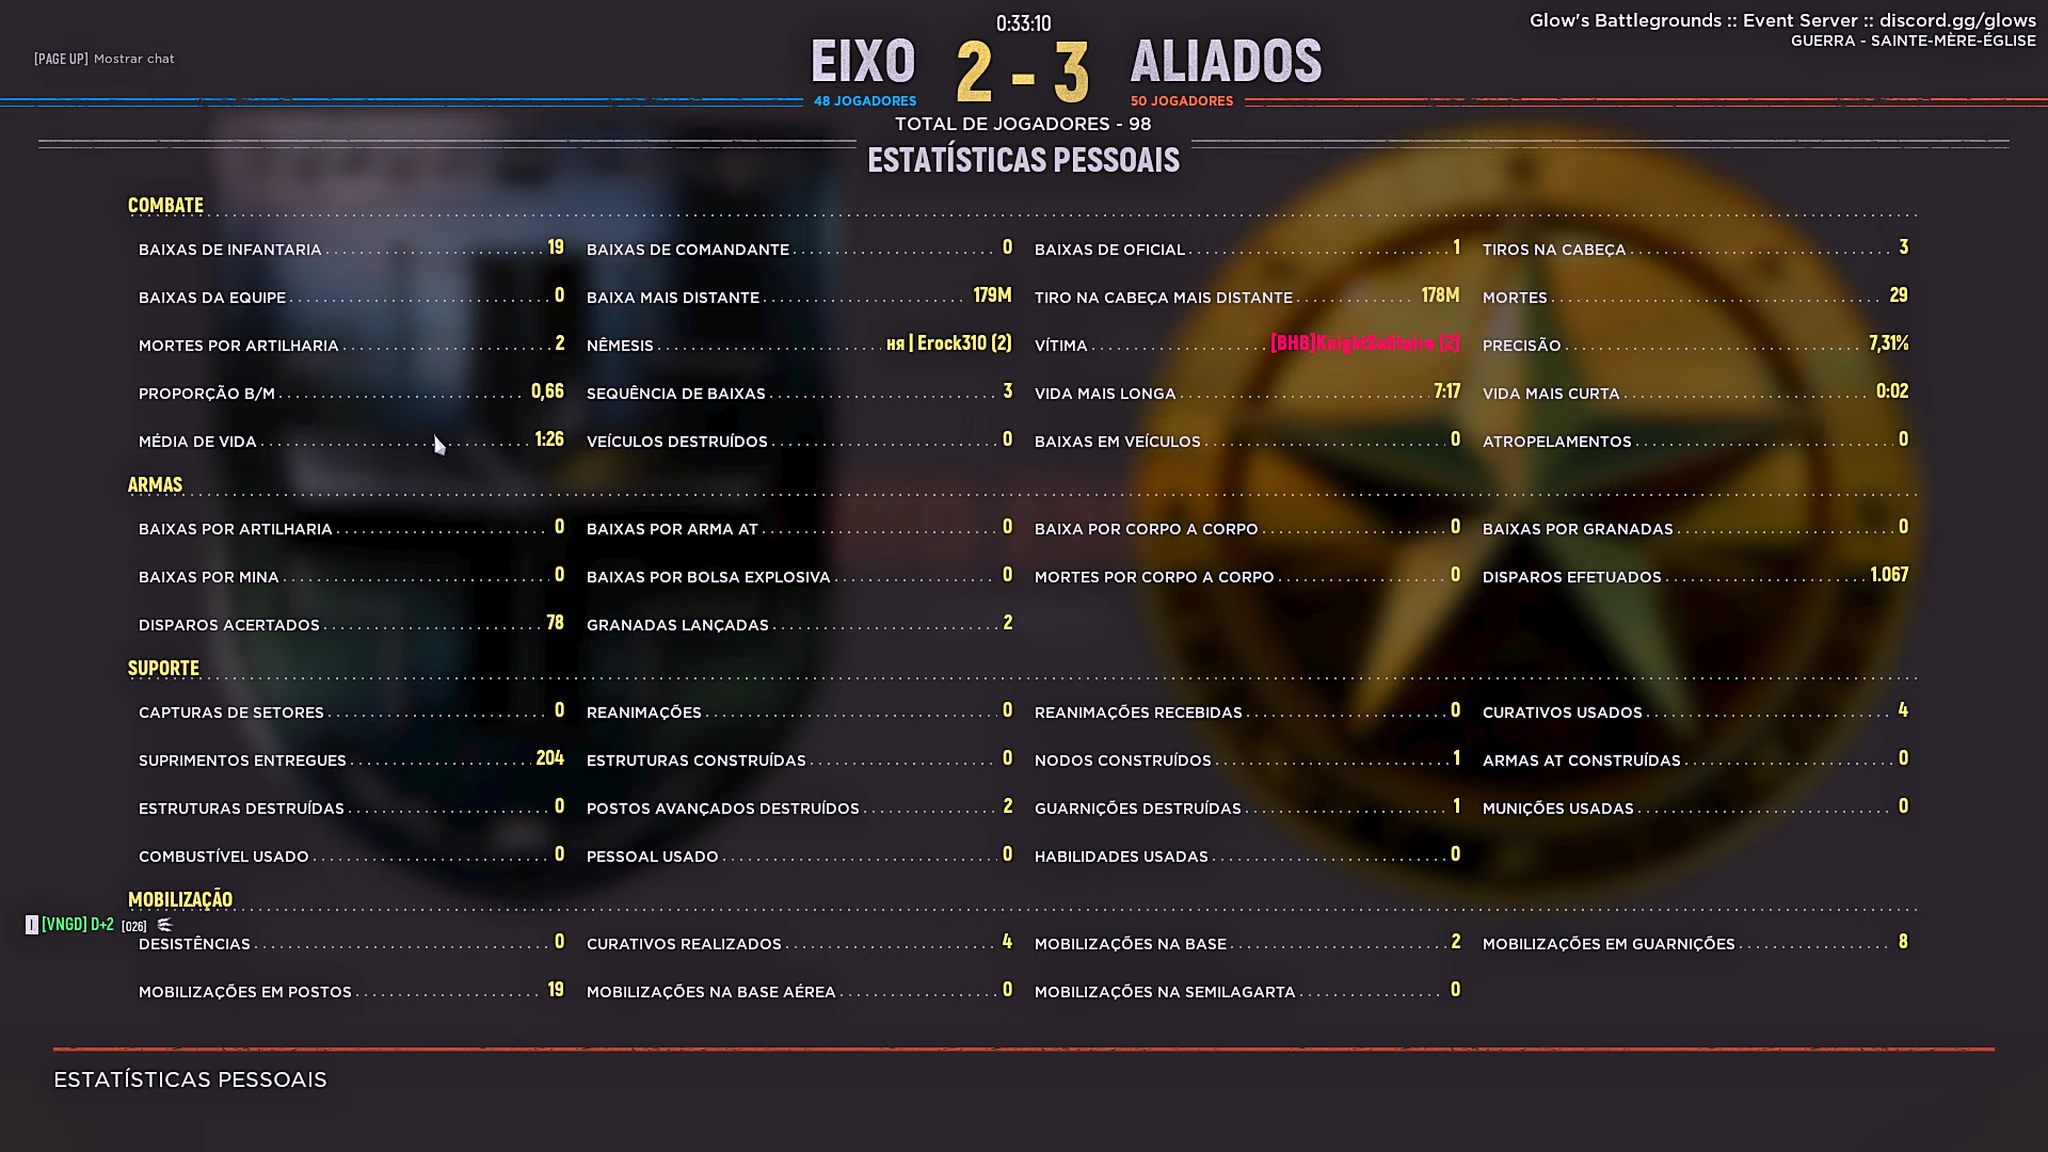 0:33:10
Glow's Battlegrounds :: Event Server :: discord.gg/glows
GUERRA - SAINTE-MÈRE-ÉGLISE
[PAGE UP] Mostrar chat
EIXO 2 - 3 ALIADOS
48 JOGADORES 50 JOGADORES
TOTAL DE JOGADORES - 98
ESTATÍSTICAS PESSOAIS
COMBATE
BAIXAS DE INFANTARIA 19 BAIXAS DE COMANDANTE 0 BAIXAS DE OFICIAL 1 TIROS NA CABEÇA 3
BAIXAS DA EQUIPE 0 BAIXA MAIS DISTANTE 179M TIRO NA CABEÇA MAIS DISTANTE 178M MORTES 29
MORTES POR ARTILHARIA 2 NÊMESIS ня | Erock310 (2) VÍTIMA [BHB]KnightSolitaire (2) PRECISÃO 7,31%
PROPORÇÃO B/M 0,66 SEQUÊNCIA DE BAIXAS 3 VIDA MAIS LONGA 7:17 VIDA MAIS CURTA 0:02
MÉDIA DE VIDA 1:26 VEÍCULOS DESTRUÍDOS 0 BAIXAS EM VEÍCULOS 0 ATROPELAMENTOS 0
ARMAS
BAIXAS POR ARTILHARIA 0 BAIXAS POR ARMA AT 0 BAIXA POR CORPO A CORPO 0 BAIXAS POR GRANADAS 0
BAIXAS POR MINA 0 BAIXAS POR BOLSA EXPLOSIVA 0 MORTES POR CORPO A CORPO 0 DISPAROS EFETUADOS 1.067
DISPAROS ACERTADOS 78 GRANADAS LANÇADAS 2
SUPORTE
CAPTURAS DE SETORES 0 REANIMAÇÕES 0 REANIMAÇÕES RECEBIDAS 0 CURATIVOS USADOS 4
SUPRIMENTOS ENTREGUES 204 ESTRUTURAS CONSTRUÍDAS 0 NODOS CONSTRUÍDOS 1 ARMAS AT CONSTRUÍDAS 0
ESTRUTURAS DESTRUÍDAS 0 POSTOS AVANÇADOS DESTRUÍDOS 2 GUARNIÇÕES DESTRUÍDAS 1 MUNIÇÕES USADAS 0
COMBUSTÍVEL USADO 0 PESSOAL USADO 0 HABILIDADES USADAS 0
MOBILIZAÇÃO
[VNGD] D+2 [026]
DESISTÊNCIAS 0 CURATIVOS REALIZADOS 4 MOBILIZAÇÕES NA BASE 2 MOBILIZAÇÕES EM GUARNIÇÕES 8
MOBILIZAÇÕES EM POSTOS 19 MOBILIZAÇÕES NA BASE AÉREA 0 MOBILIZAÇÕES NA SEMILAGARTA 0
ESTATÍSTICAS PESSOAIS